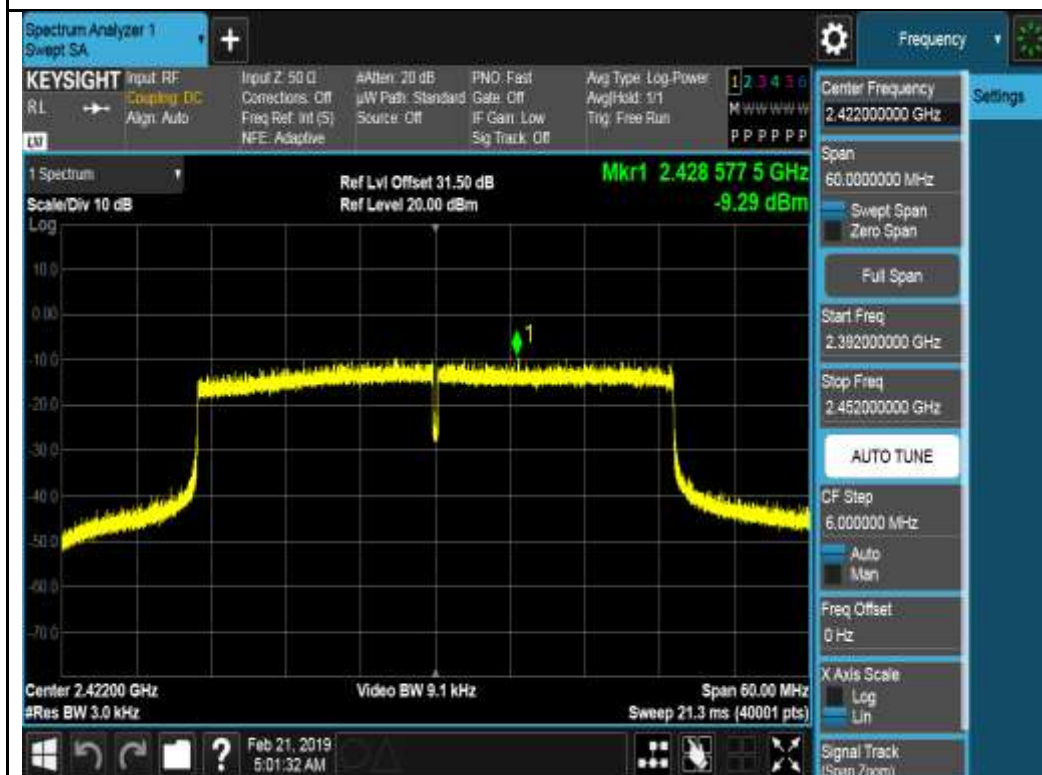 Spectrum Analyzer 1
Swept SA
Frequency
KEYSIGHT
RL
Input: RF
Coupling: DC
Align: Auto
Input Z: 50 Ω
Corrections: Off
Freq Ref: Int (S)
NFE: Adaptive
#Atten: 20 dB
µW Path: Standard
Source: Off
PNO: Fast
Gate: Off
IF Gain: Low
Sig Track: Off
Avg Type: Log-Power
Avg|Hold: 1/1
Trig: Free Run
1 2 3 4 5 6
M W W W W W
P P P P P P
1 Spectrum
Scale/Div 10 dB
Log
Ref Lvl Offset 31.50 dB
Ref Level 20.00 dBm
Mkr1 2.428 577 5 GHz
-9.29 dBm
10.0
0.00
-10.0
-20.0
-30.0
-40.0
-50.0
-60.0
-70.0
1
Center 2.42200 GHz
#Res BW 3.0 kHz
Video BW 9.1 kHz
Span 60.00 MHz
Sweep 21.3 ms (40001 pts)
Feb 21, 2019
5:01:32 AM
Center Frequency
2.422000000 GHz
Span
60.0000000 MHz
Swept Span
Zero Span
Full Span
Start Freq
2.392000000 GHz
Stop Freq
2.452000000 GHz
AUTO TUNE
CF Step
6.000000 MHz
Auto
Man
Freq Offset
0 Hz
X Axis Scale
Log
Lin
Signal Track
(Span Zoom)
Settings